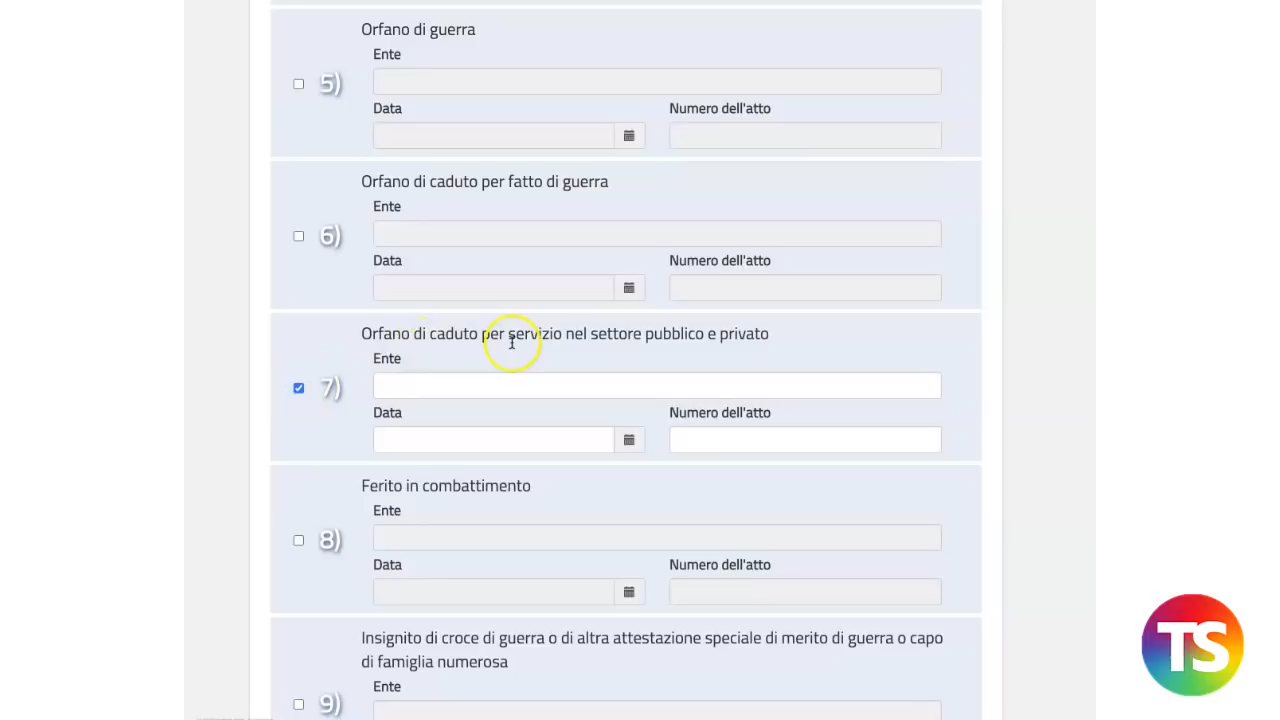 Orfano di guerra
Ente
5)
Data Numero dell'atto
Orfano di caduto per fatto di guerra
Ente
6)
Data Numero dell'atto
Orfano di caduto per servizio nel settore pubblico e privato
Ente
7)
Data Numero dell'atto
Ferito in combattimento
Ente
8)
Data Numero dell'atto
Insignito di croce di guerra o di altra attestazione speciale di merito di guerra o capo
di famiglia numerosa
Ente
9)
TS